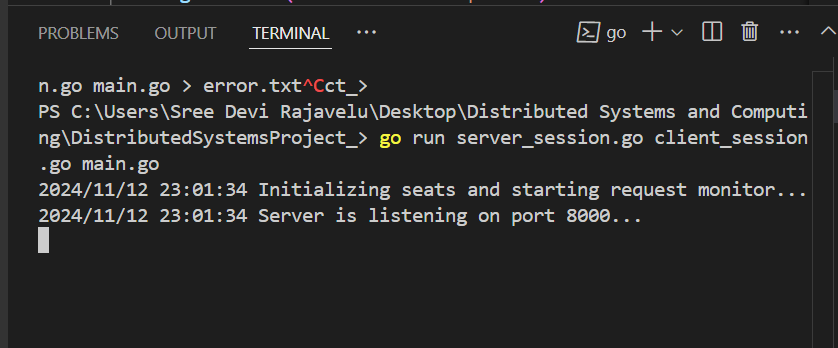 PROBLEMS OUTPUT TERMINAL ... go
n.go main.go > error.txt^Cct_>
PS C:\Users\Sree Devi Rajavelu\Desktop\Distributed Systems and Computi
ng\DistributedSystemsProject_> go run server_session.go client_session
.go main.go
2024/11/12 23:01:34 Initializing seats and starting request monitor...
2024/11/12 23:01:34 Server is listening on port 8000...